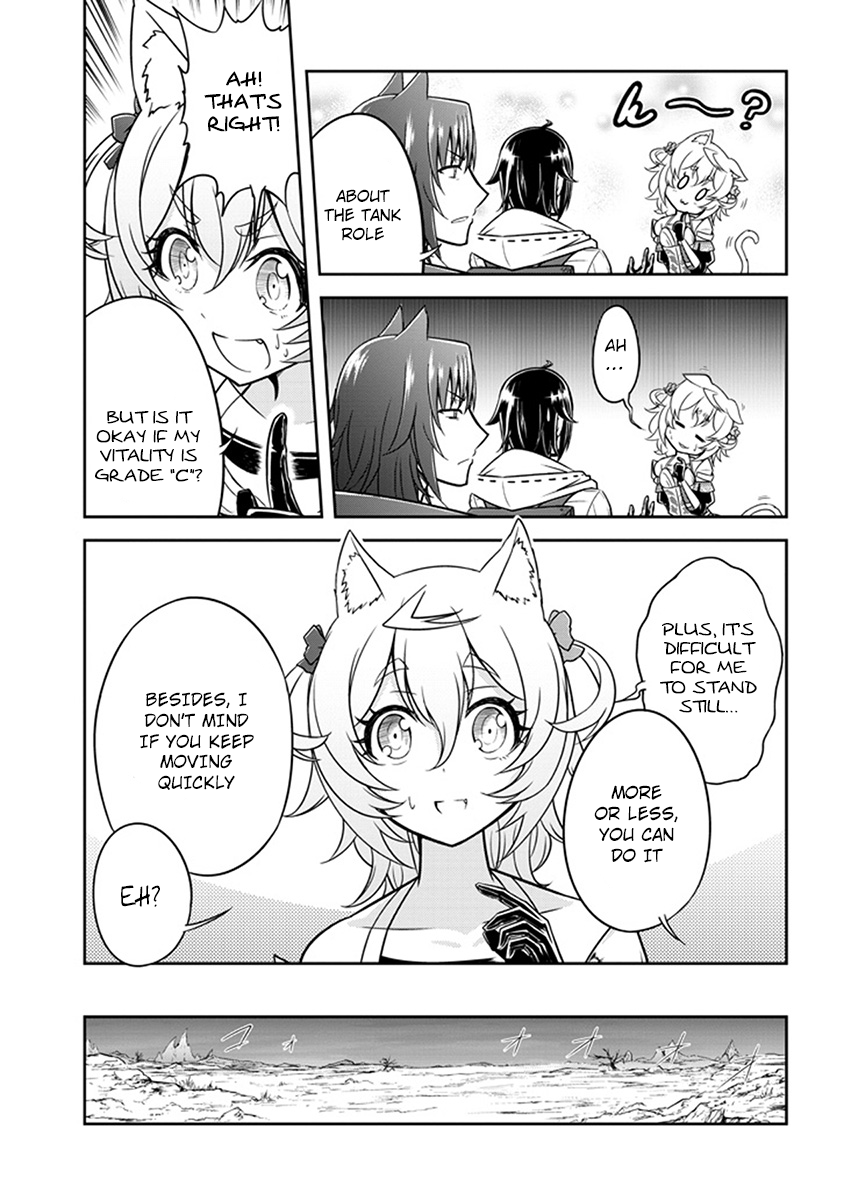 ん〜?
ABOUT
THE TANK
ROLE
AH
...
AH!
THATS
RIGHT!
BUT IS IT
OKAY IF MY
VITALITY IS
GRADE "C"?
PLUS, IT'S
DIFFICULT
FOR ME
TO STAND
STILL...
MORE
OR LESS,
YOU CAN
DO IT
BESIDES, I
DON'T MIND
IF YOU KEEP
MOVING
QUICKLY
EH?